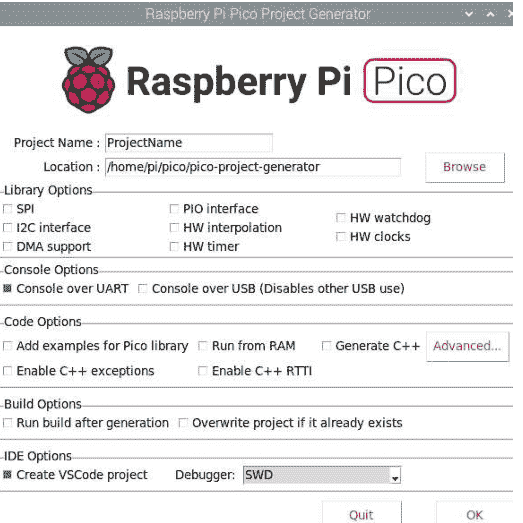 Raspberry Pi Pico Project Generator
Raspberry Pi Pico
Project Name : ProjectName
Location : /home/pi/pico/pico-project-generator Browse
Library Options
SPI PIO interface HW watchdog
I2C interface HW interpolation HW clocks
DMA support HW timer
Console Options
Console over UART Console over USB (Disables other USB use)
Code Options
Add examples for Pico library Run from RAM Generate C++ Advanced...
Enable C++ exceptions Enable C++ RTTI
Build Options
Run build after generation Overwrite project if it already exists
IDE Options
Create VSCode project Debugger: SWD
Quit OK